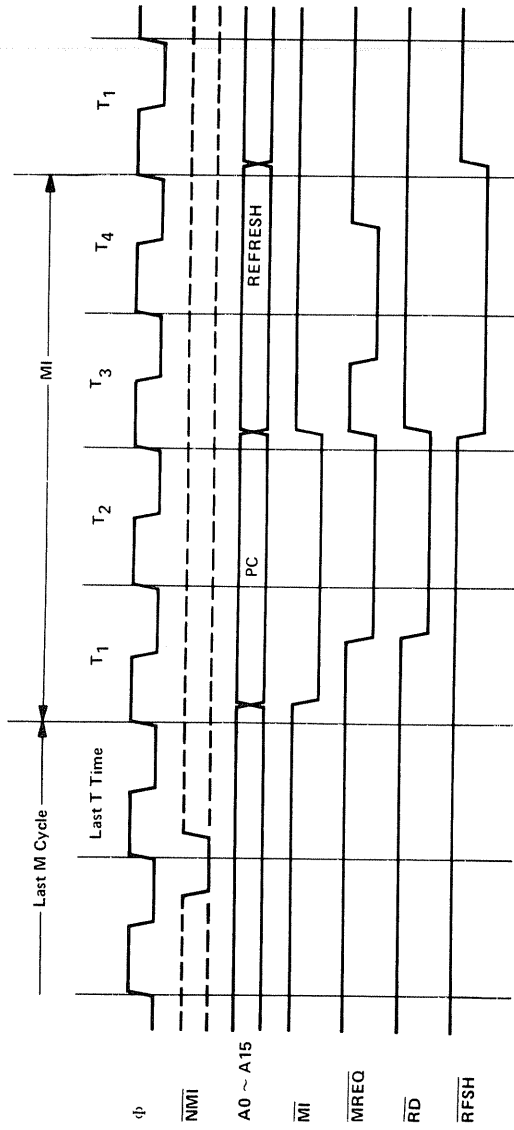 Last M Cycle
MI
Last T Time
T1
T2
T3
T4
T1
Φ
NMI
A0 ~ A15
PC
REFRESH
MI
MREQ
RD
RFSH